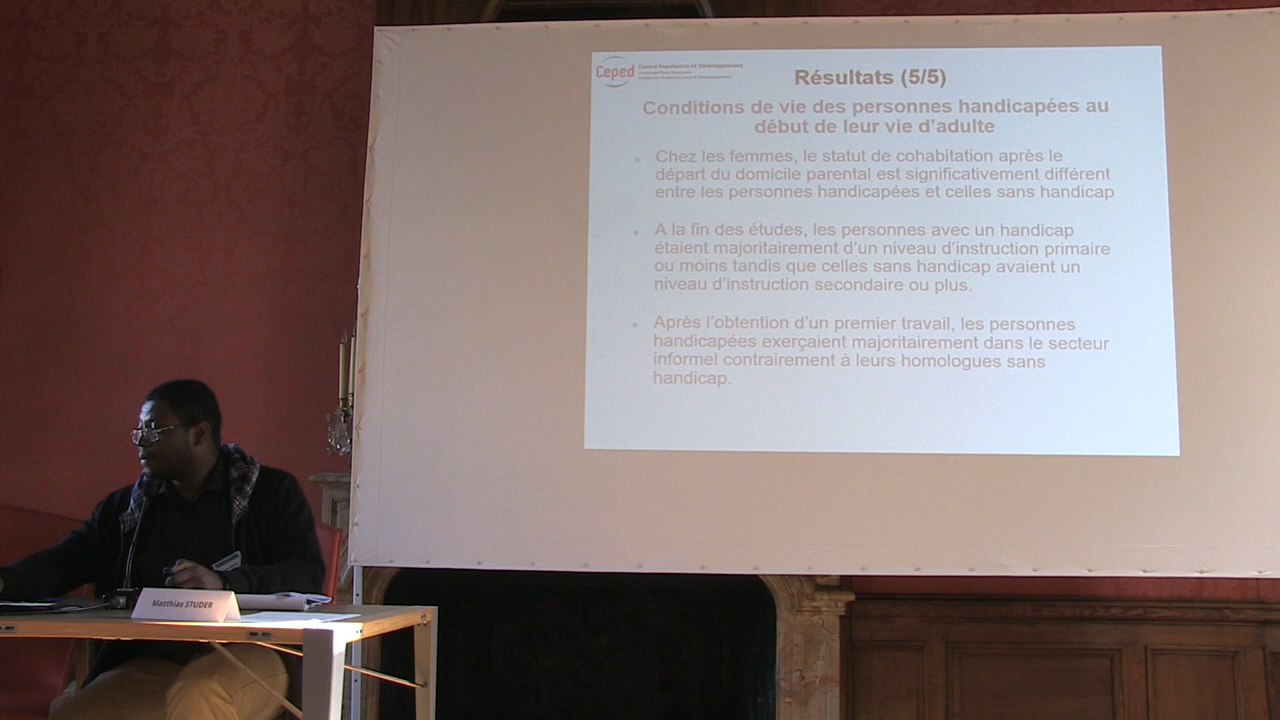 Ceped
Centre Population et Développement
Résultats (5/5)
Conditions de vie des personnes handicapées au
début de leur vie d'adulte
Chez les femmes, le statut de cohabitation après le
départ du domicile parental est significativement différent
entre les personnes handicapées et celles sans handicap
A la fin des études, les personnes avec un handicap
étaient majoritairement d'un niveau d'instruction primaire
ou moins tandis que celles sans handicap avaient un
niveau d'instruction secondaire ou plus.
Après l'obtention d'un premier travail, les personnes
handicapées exerçaient majoritairement dans le secteur
informel contrairement à leurs homologues sans
handicap.
Matthias STUDER